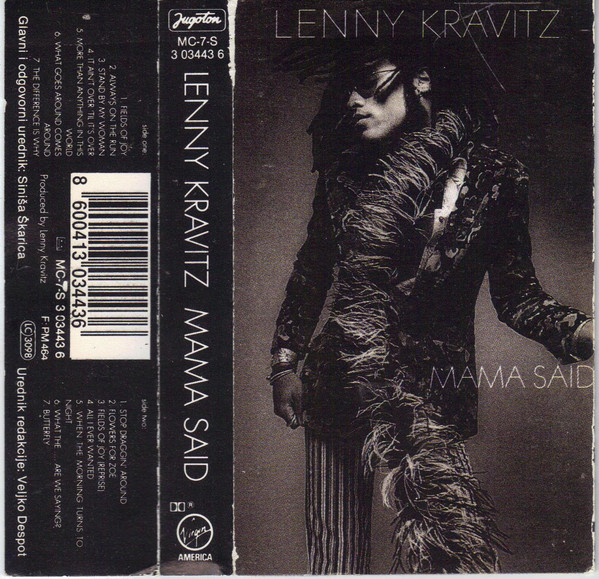 Glavni i odgovorni urednik: Siniša Škarica
Urednik redakcije: Veljko Despot
side one:
1. FIELDS OF JOY
2. ALWAYS ON THE RUN
3. STAND BY MY WOMAN
4. IT AIN'T OVER 'TIL IT'S OVER
5. MORE THAN ANYTHING IN THIS
WORLD
6. WHAT GOES AROUND COMES
AROUND
7. THE DIFFERENCE IS WHY
Produced by Lenny Kravitz
8 600413 034436
MC-7-S 3 03443 6
F PM 464
LC 3098
side two:
1. STOP DRAGGIN' AROUND
2. FLOWERS FOR ZOË
3. FIELDS OF JOY (REPRISE)
4. ALL I EVER WANTED
5. WHEN THE MORNING TURNS TO
NIGHT
6. WHAT THE ARE WE SAYING?
7. BUTTERFLY
Jugoton
MC-7-S
3 03443 6
LENNY KRAVITZ MAMA SAID
Virgin
AMERICA
LENNY KRAVITZ
MAMA SAID